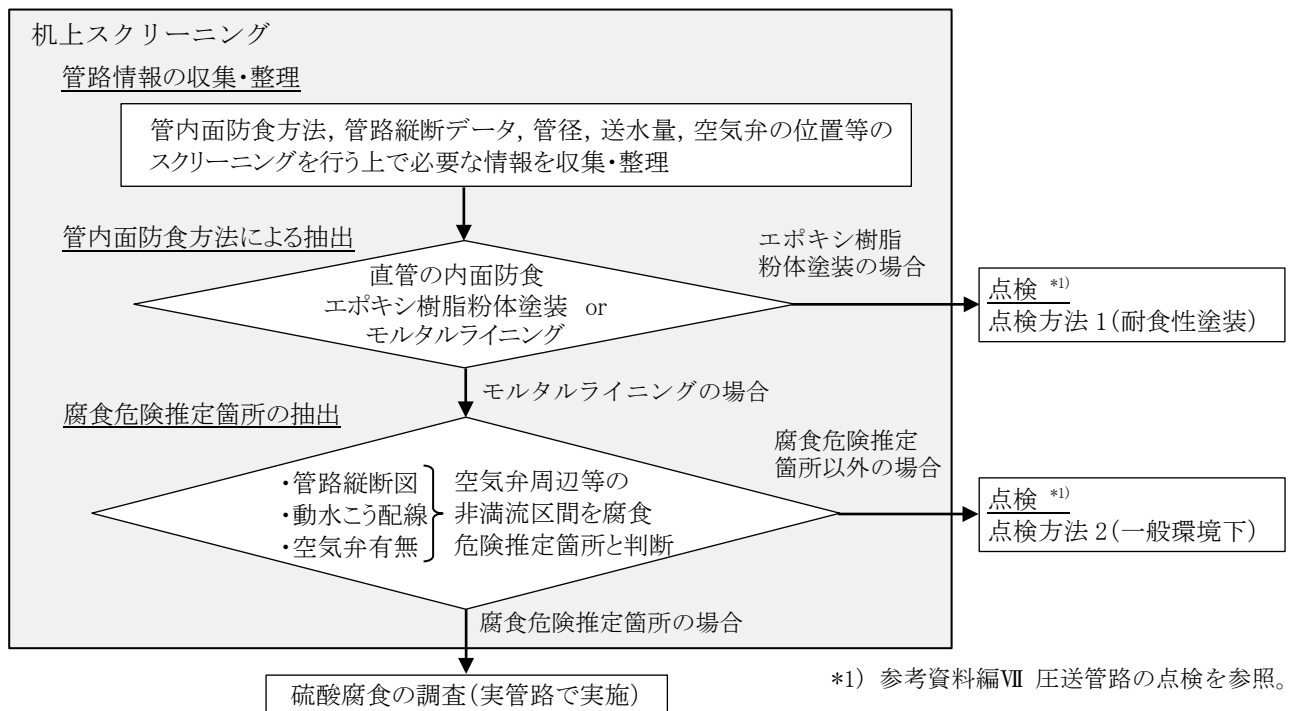 机上スクリーニング
管路情報の収集・整理
管内面防食方法，管路縦断データ，管径，送水量，空気弁の位置等の
スクリーニングを行う上で必要な情報を収集・整理
管内面防食方法による抽出
直管の内面防食
エポキシ樹脂粉体塗装 or
モルタルライニング
エポキシ樹脂
粉体塗装の場合
点検 *1)
点検方法 1(耐食性塗装)
モルタルライニングの場合
腐食危険推定箇所の抽出
・管路縦断図
・動水こう配線
・空気弁有無
空気弁周辺等の
非満流区間を腐食
危険推定箇所と判断
腐食危険推定
箇所以外の場合
点検 *1)
点検方法 2(一般環境下)
腐食危険推定箇所の場合
硫酸腐食の調査(実管路で実施)
*1) 参考資料編Ⅶ 圧送管路の点検を参照。